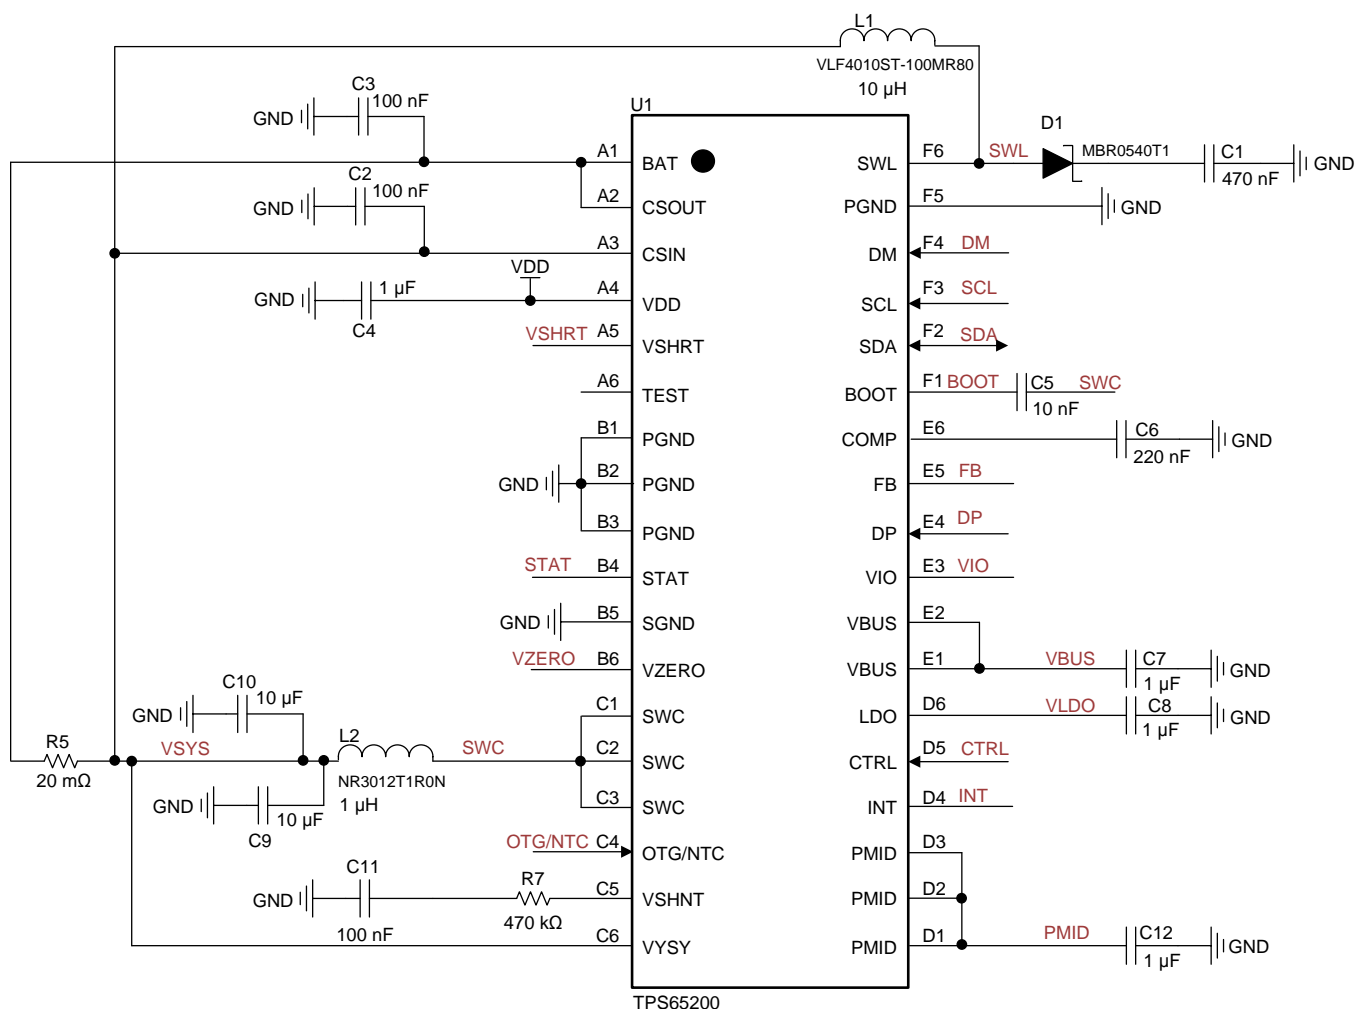 L1
VLF4010ST-100MR80
10 µH
C3
100 nF
GND
U1
D1
A1
BAT
F6
SWL
SWL
MBR0540T1
C1
470 nF
GND
C2
100 nF
GND
A2
CSOUT
F5
PGND
GND
A3
CSIN
F4
DM
DM
VDD
1 µF
GND
C4
A4
VDD
F3
SCL
SCL
VSHRT
A5
VSHRT
F2
SDA
SDA
A6
TEST
F1
BOOT
BOOT
C5
10 nF
SWC
B1
PGND
E6
COMP
C6
220 nF
GND
GND
B2
PGND
E5
FB
FB
B3
PGND
E4
DP
DP
STAT
B4
STAT
E3
VIO
VIO
GND
B5
SGND
E2
VBUS
VZERO
B6
VZERO
E1
VBUS
VBUS
C7
1 µF
GND
C10
10 µF
GND
C1
SWC
D6
LDO
VLDO
C8
1 µF
GND
R5
20 mΩ
VSYS
L2
NR3012T1R0N
1 µH
SWC
C2
SWC
D5
CTRL
CTRL
GND
C9
10 µF
C3
SWC
D4
INT
INT
OTG/NTC
C4
OTG/NTC
D3
PMID
C11
100 nF
GND
R7
470 kΩ
C5
VSHNT
D2
PMID
C6
VYSY
D1
PMID
PMID
C12
1 µF
GND
TPS65200